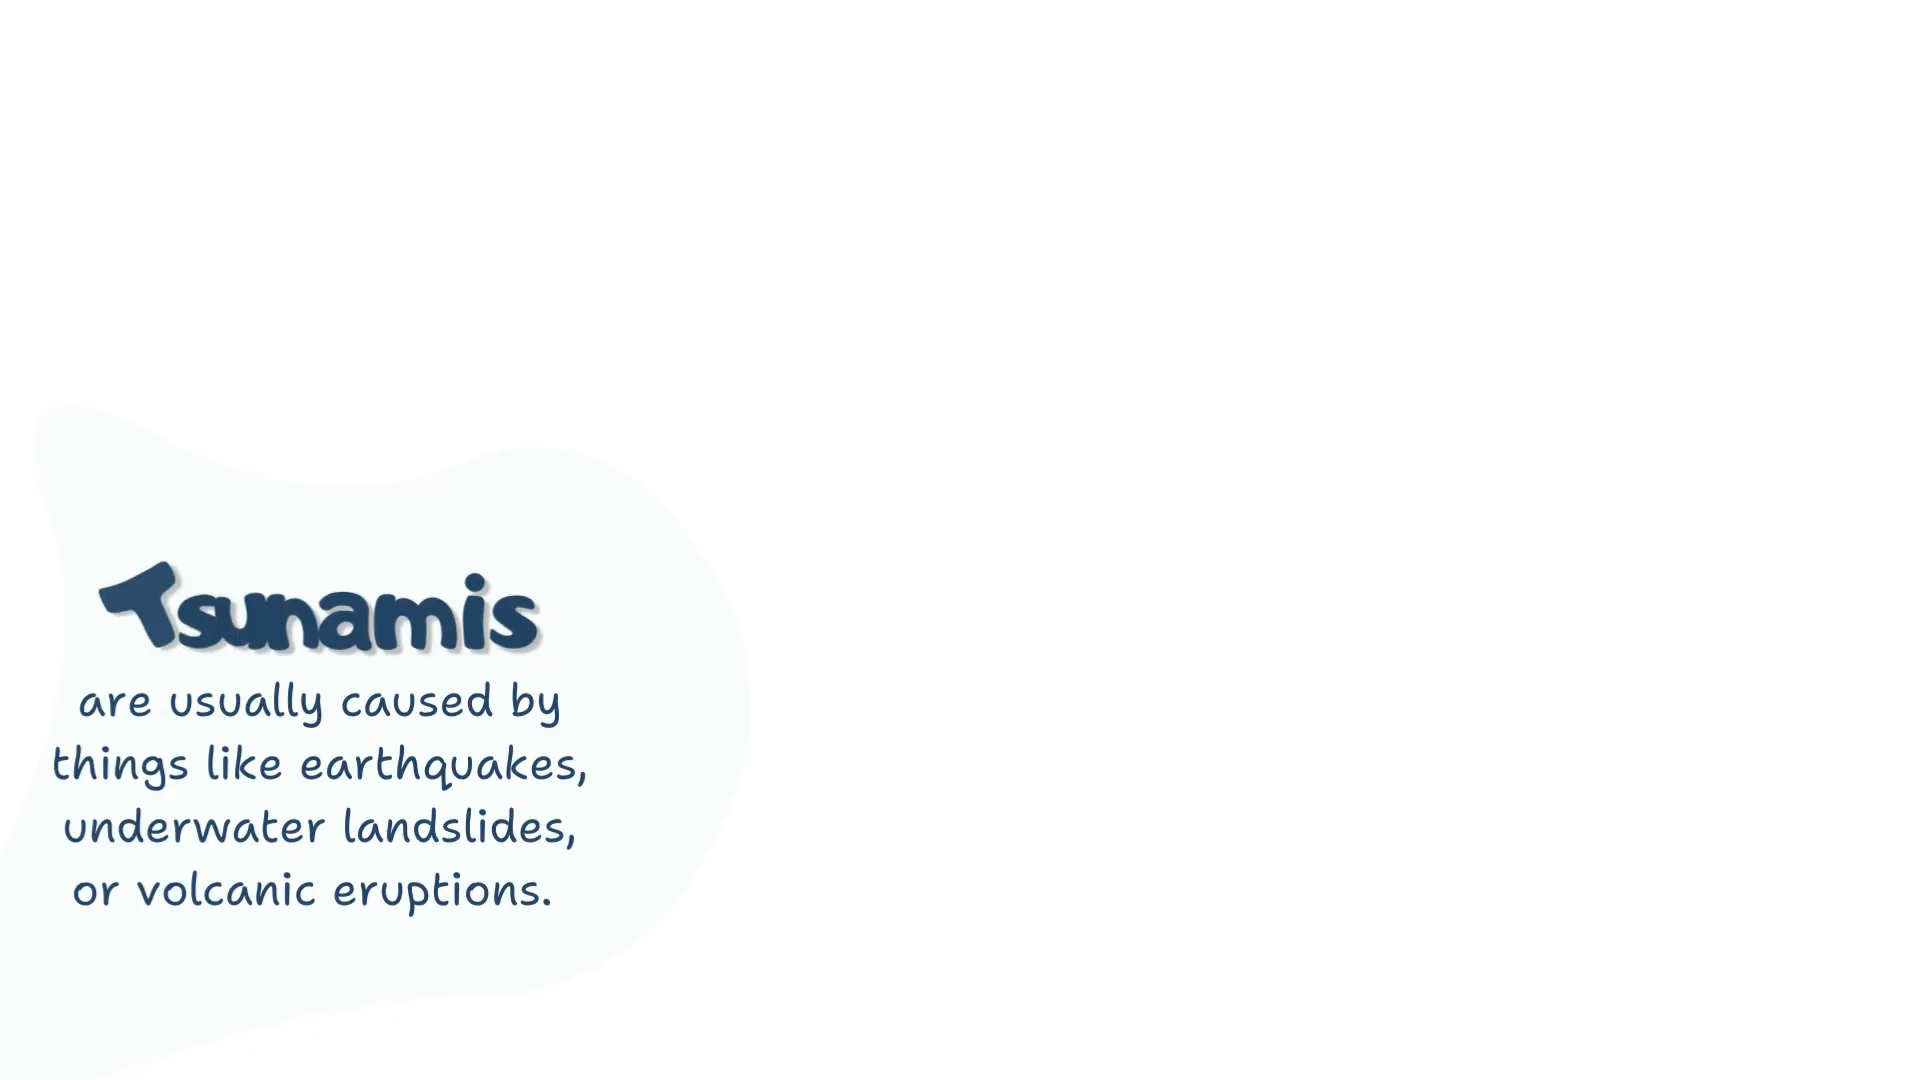 Tsunamis
are usually caused by
things like earthquakes,
underwater landslides,
or volcanic eruptions.